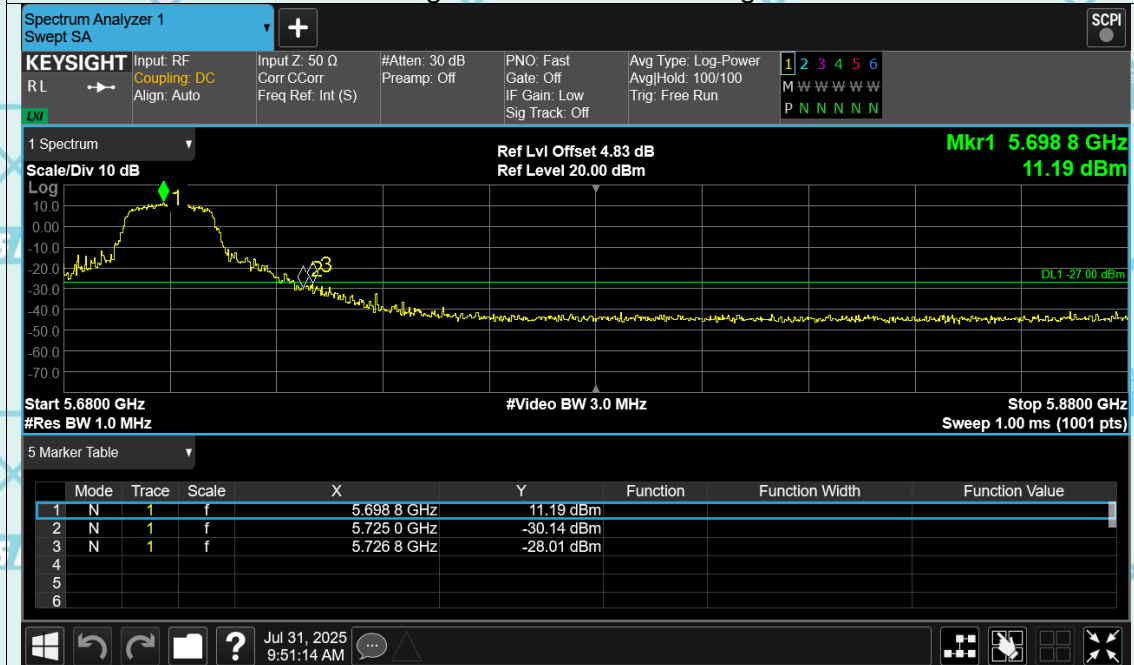 Spectrum Analyzer 1
Swept SA
+
SCPI
KEYSIGHT Input: RF Input Z: 50 Ω #Atten: 30 dB PNO: Fast Avg Type: Log-Power 1 2 3 4 5 6
RL Coupling: DC Corr CCorr Preamp: Off Gate: Off Avg|Hold: 100/100 M W W W W W
Align: Auto Freq Ref: Int (S) IF Gain: Low Trig: Free Run
LXI Sig Track: Off P N N N N N N
1 Spectrum
Ref Lvl Offset 4.83 dB Mkr1 5.698 8 GHz
Scale/Div 10 dB Ref Level 20.00 dBm 11.19 dBm
Log
1
10.0
0.00
-10.0
2 3
-20.0
DL1 -27.00 dBm
-30.0
-40.0
-50.0
-60.0
-70.0
Start 5.6800 GHz #Video BW 3.0 MHz Stop 5.8800 GHz
#Res BW 1.0 MHz Sweep 1.00 ms (1001 pts)
5 Marker Table
Mode Trace Scale X Y Function Function Width Function Value
1 N 1 f 5.698 8 GHz 11.19 dBm
2 N 1 f 5.725 0 GHz -30.14 dBm
3 N 1 f 5.726 8 GHz -28.01 dBm
4
5
6
? Jul 31, 2025
9:51:14 AM